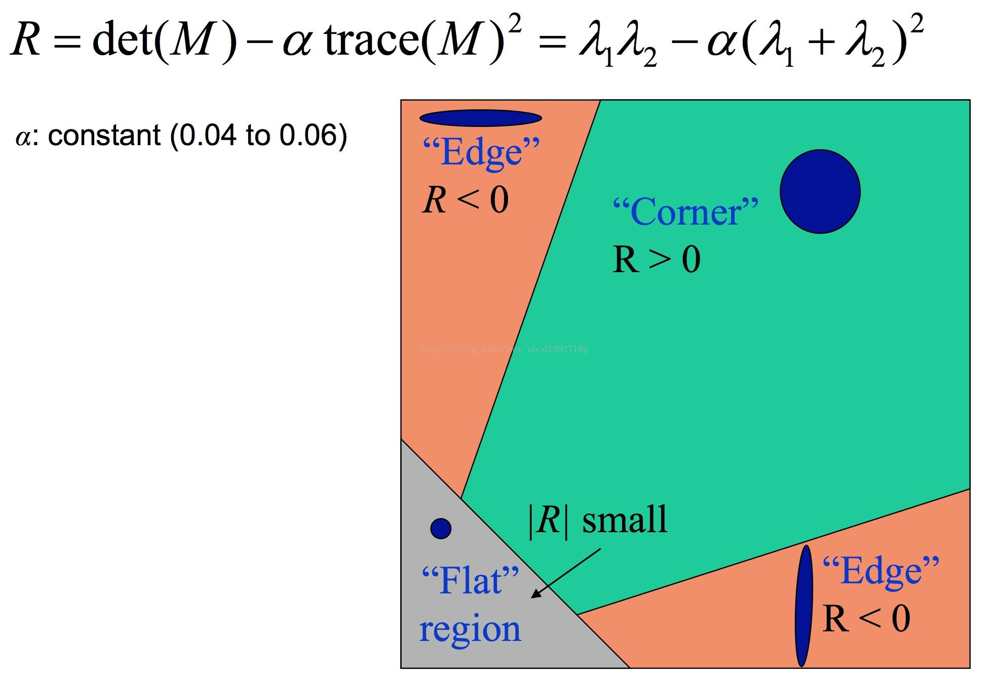 R = det(M) − α trace(M)² = λ₁λ₂ − α(λ₁ + λ₂)²
α: constant (0.04 to 0.06)
“Edge”
R < 0
“Corner”
R > 0
http://blog.csdn.net/abcd1992719g
|R| small
“Flat”
region
“Edge”
R < 0